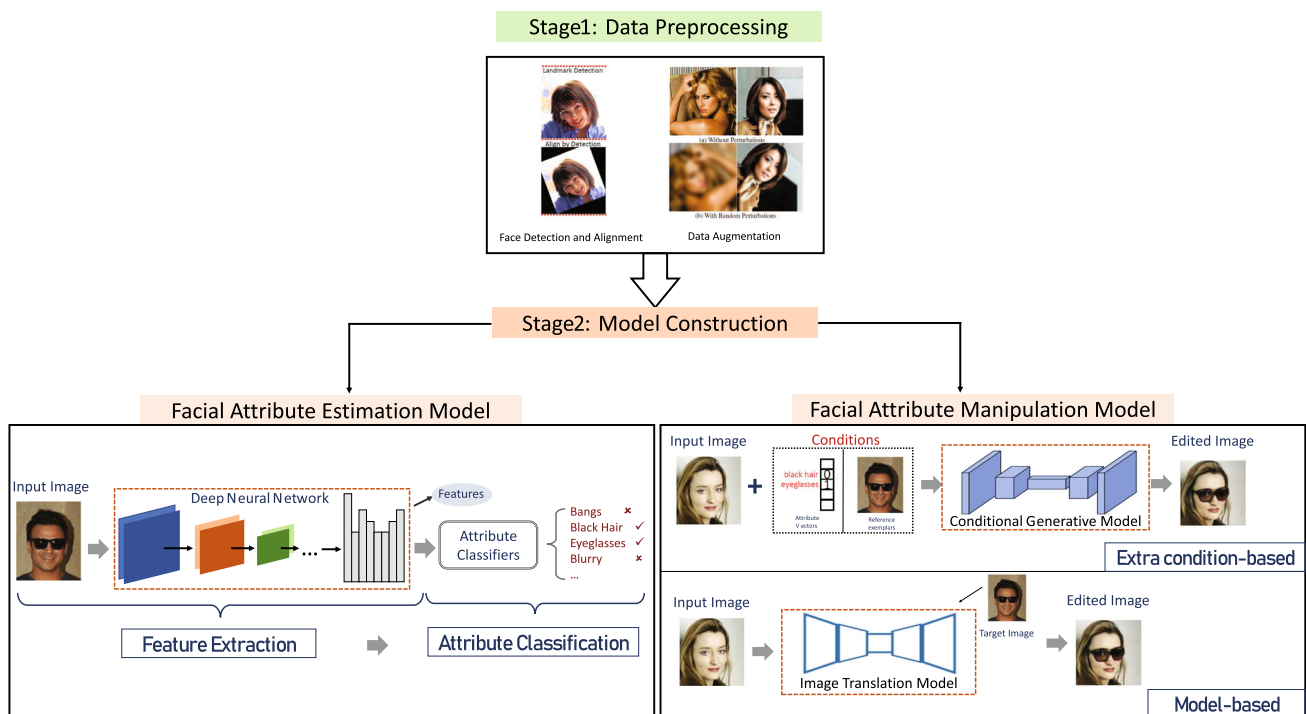 Stage1: Data Preprocessing
Landmark Detection
Align by Detection
(a) Without Perturbations
(b) With Random Perturbations
Face Detection and Alignment
Data Augmentation
Stage2: Model Construction
Facial Attribute Estimation Model
Input Image
Deep Neural Network
...
Features
Attribute
Classifiers
Bangs ✗
Black Hair ✓
Eyeglasses ✓
Blurry ✗
...
Feature Extraction
Attribute Classification
Facial Attribute Manipulation Model
Input Image
+
Conditions
black hair 0
eyeglasses 1
Attribute
V ectors
Reference
exemplars
Conditional Generative Model
Edited Image
Extra condition-based
Input Image
Image Translation Model
Target Image
Edited Image
Model-based